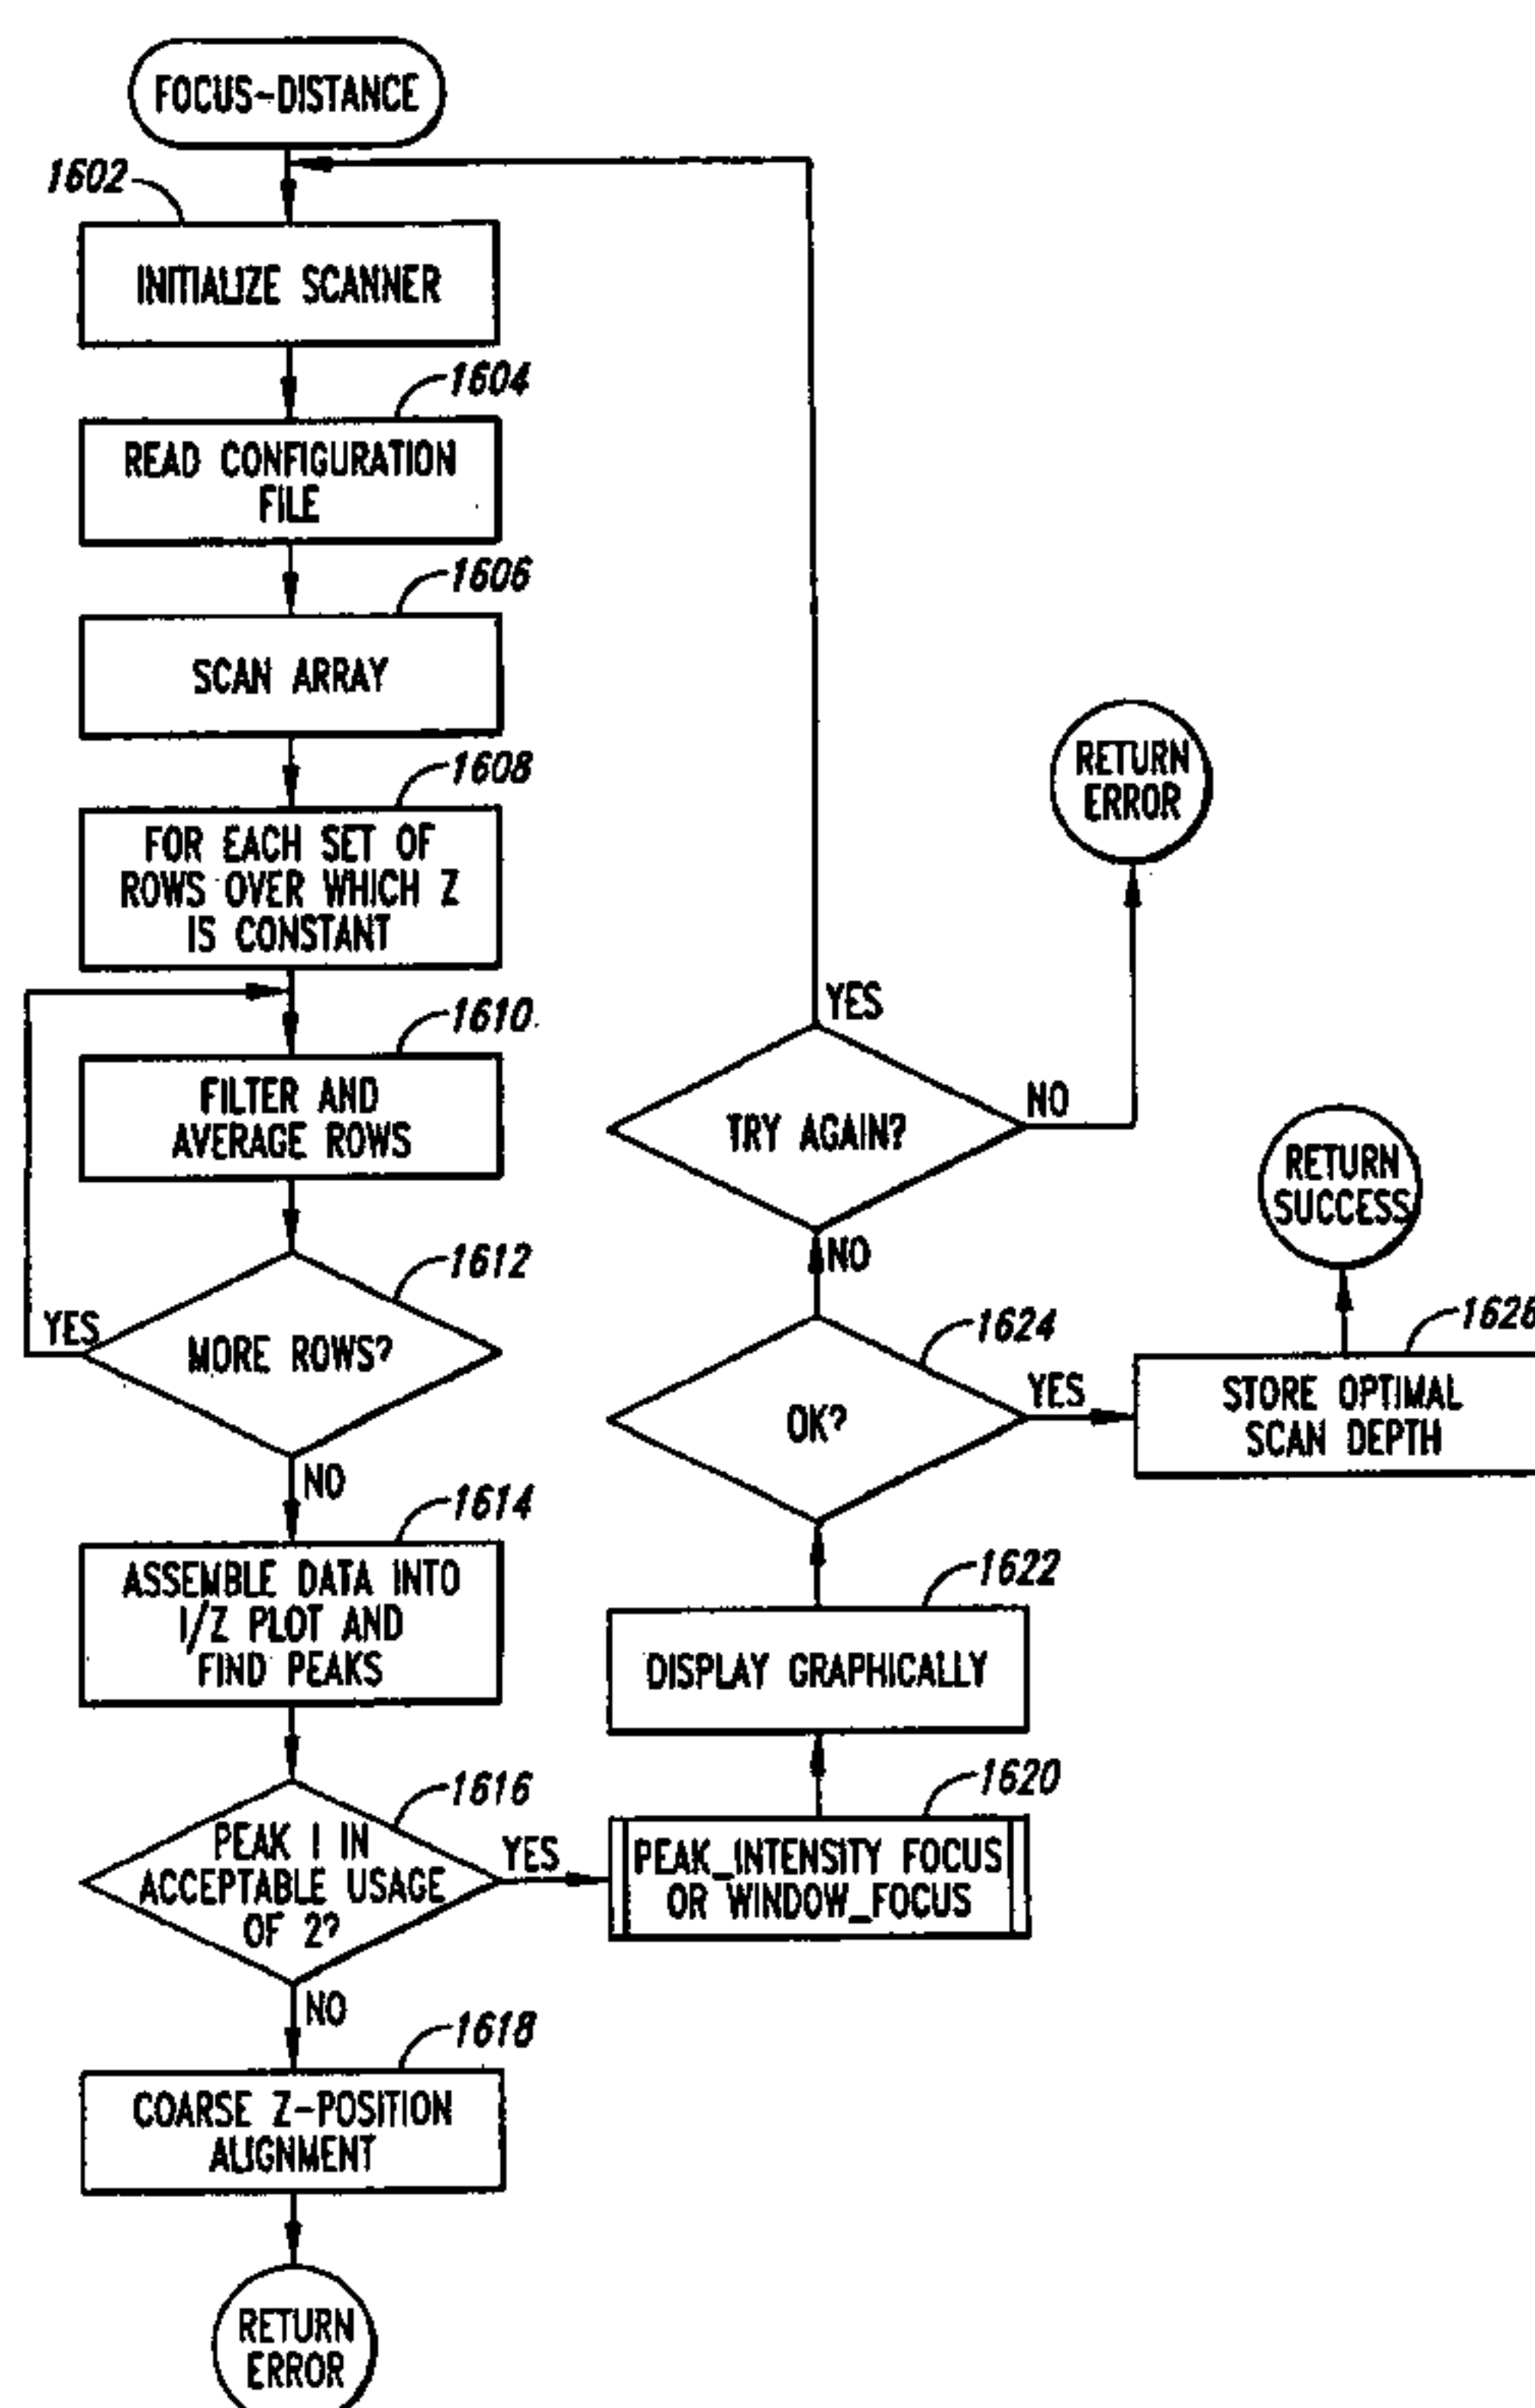 FOCUS-DISTANCE
1602
INITIALIZE SCANNER
1604
READ CONFIGURATION
FILE
1606
SCAN ARRAY
1608
FOR EACH SET OF
ROWS OVER WHICH Z
IS CONSTANT
1610
FILTER AND
AVERAGE ROWS
1612
YES
MORE ROWS?
NO
1614
ASSEMBLE DATA INTO
I/Z PLOT AND
FIND PEAKS
1616
PEAK I IN
ACCEPTABLE USAGE
OF 2?
YES
NO
1618
COARSE Z-POSITION
ALIGNMENT
RETURN
ERROR
1620
PEAK_INTENSITY FOCUS
OR WINDOW_FOCUS
1622
DISPLAY GRAPHICALLY
1624
OK?
YES
NO
TRY AGAIN?
YES
NO
RETURN
ERROR
1626
STORE OPTIMAL
SCAN DEPTH
RETURN
SUCCESS